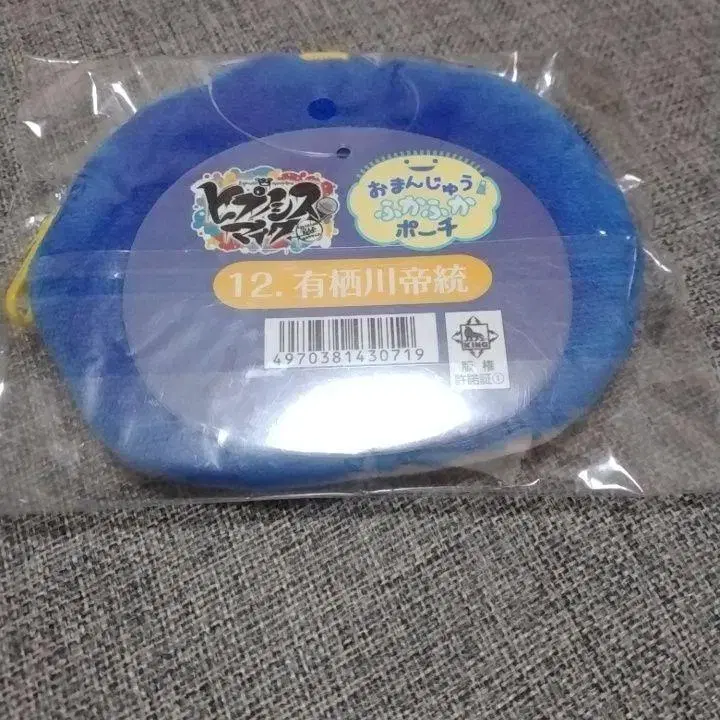 ヒプノシス
マイク
おまんじゅう
ふかふか
ポーチ
12. 有栖川帝統
4970381430719
KING
版権
許諾証①